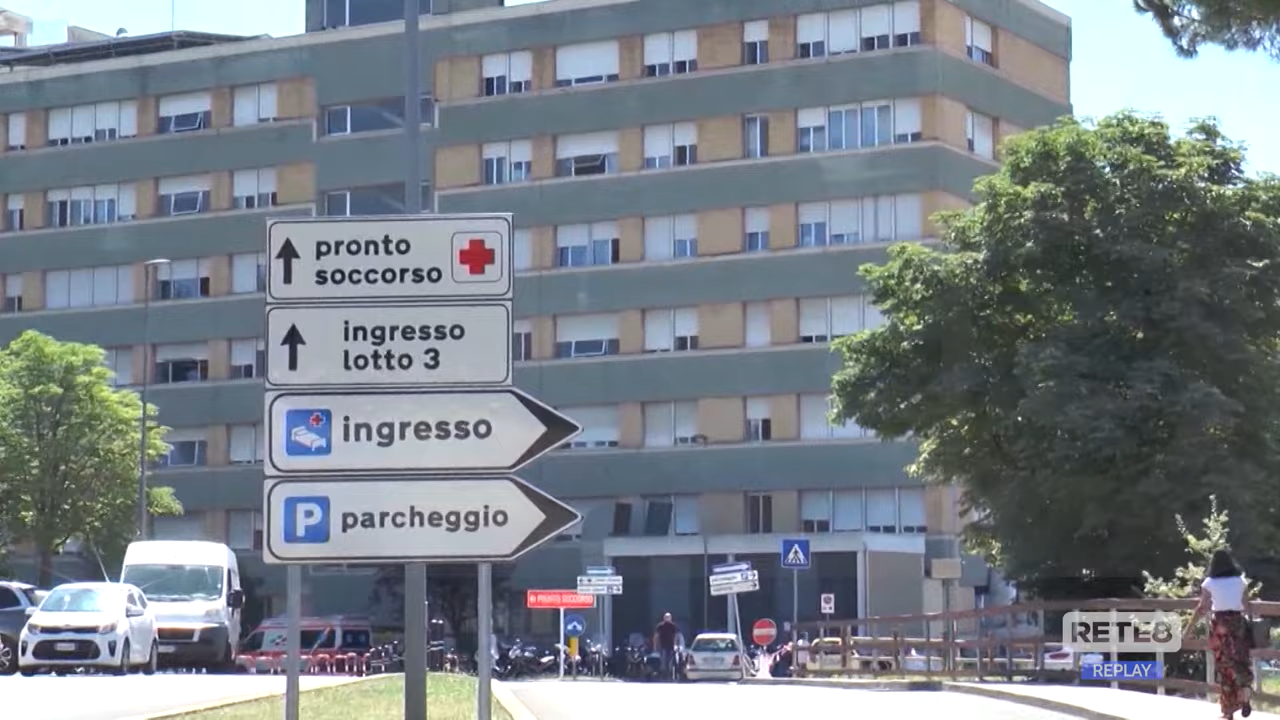 pronto
soccorso
ingresso
lotto 3
ingresso
P parcheggio
PRONTO SOCCORSO
RETE8
REPLAY